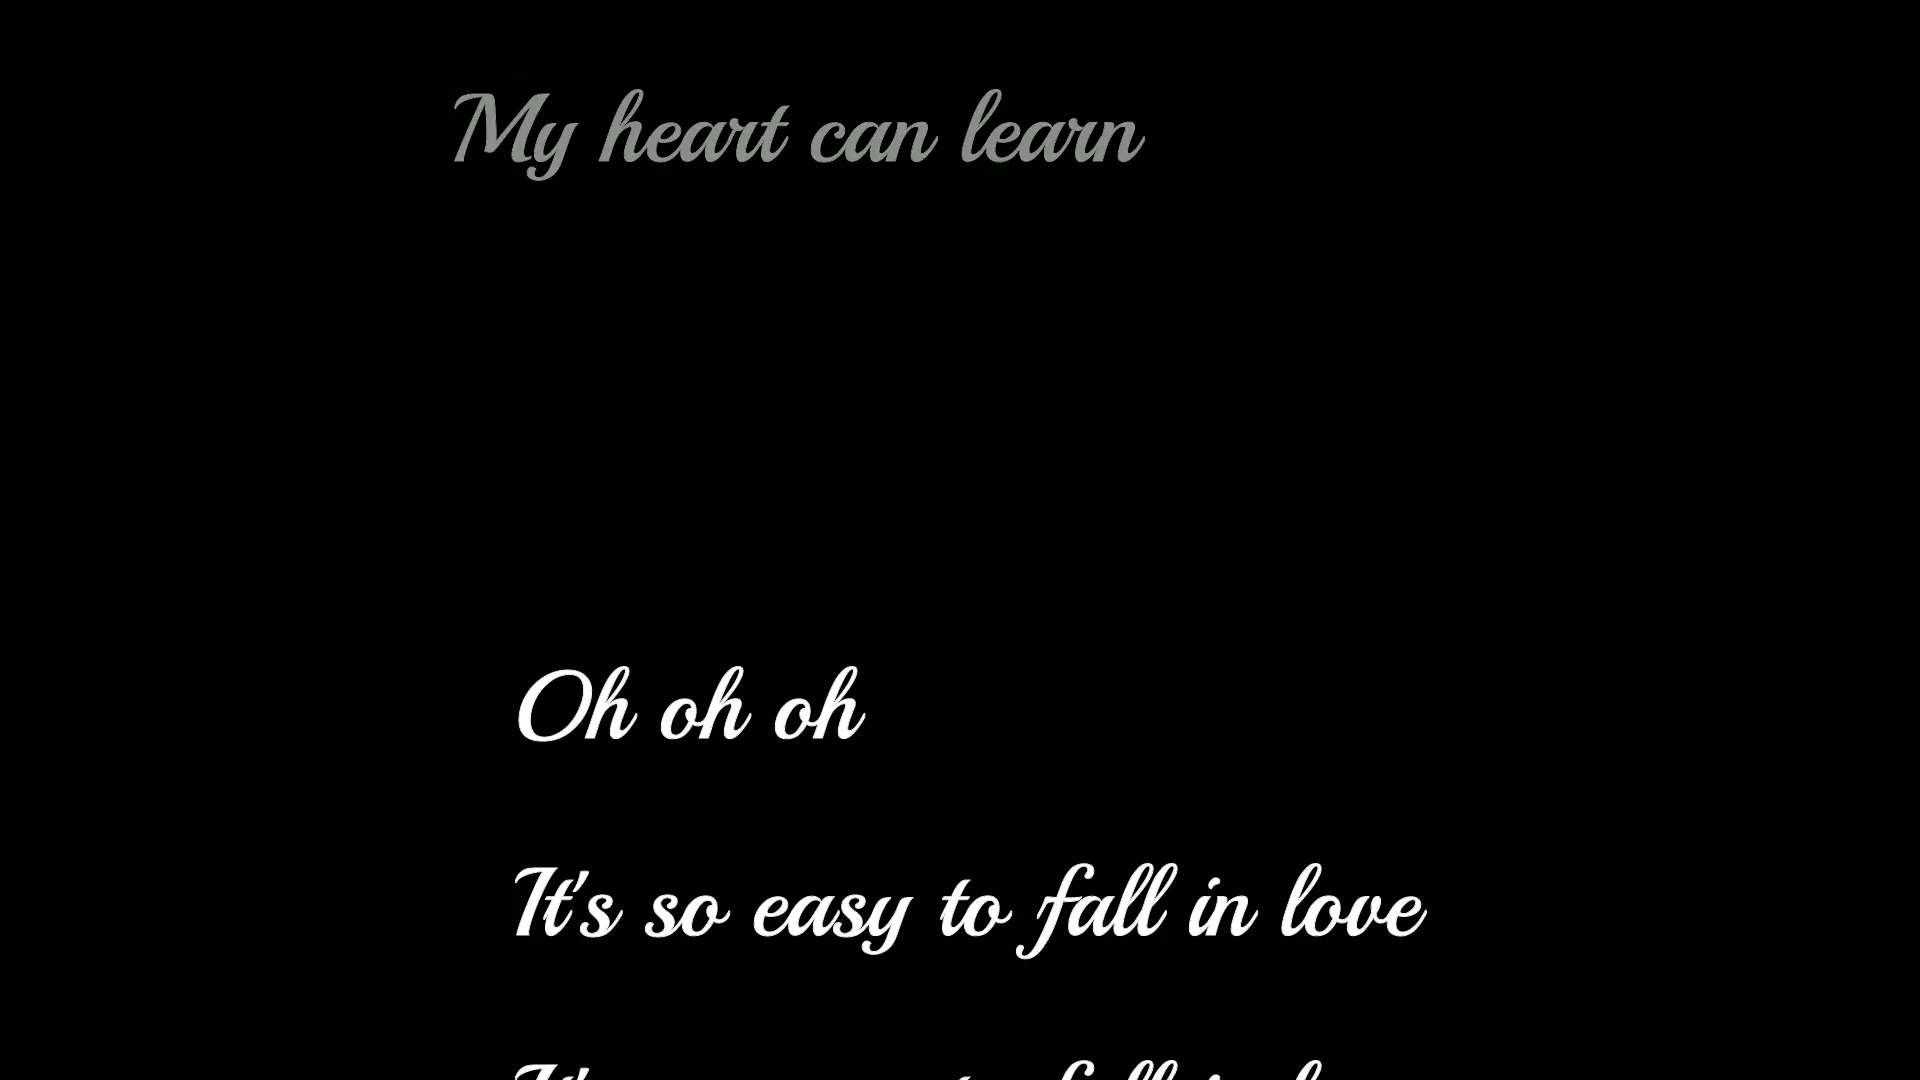 My heart can learn
Oh oh oh
It's so easy to fall in love